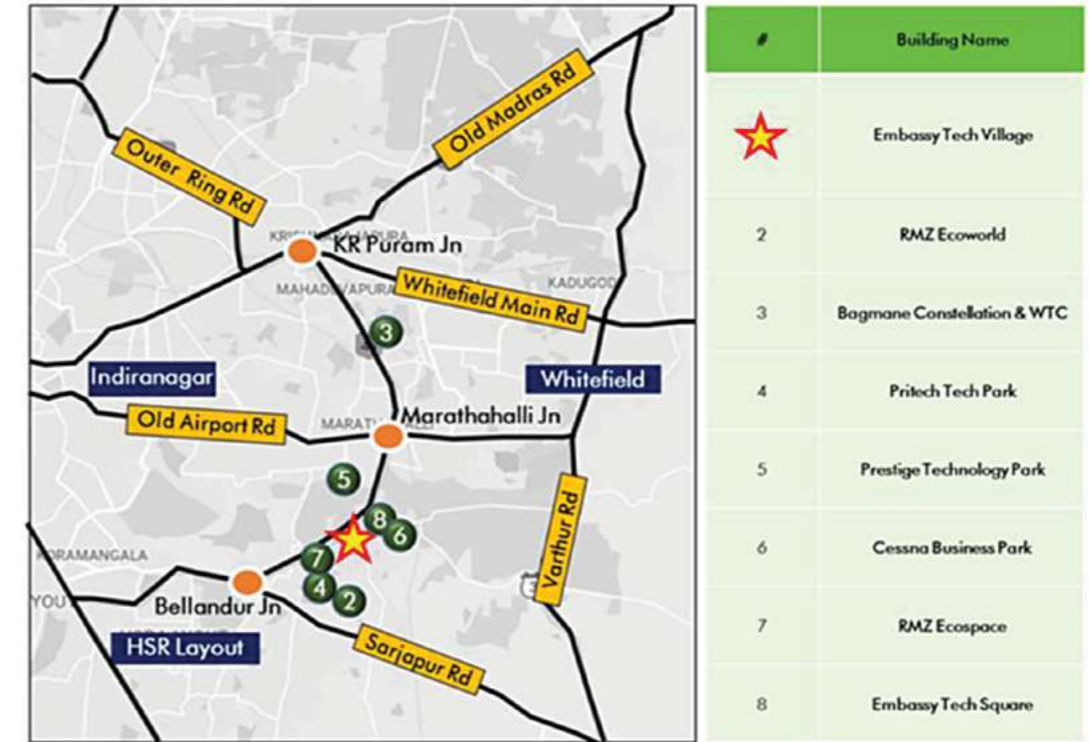 Old Madras Rd
Outer Ring Rd
KR Puram Jn
Whitefield Main Rd
KADUGOD
3
Indiranagar
Whitefield
Old Airport Rd
Marathahalli Jn
5
8
6
Varthur Rd
7
4
2
KORAMANGALA
Bellandur Jn
HSR Layout
Sarjapur Rd
# Building Name
Embassy Tech Village
2 RMZ Ecoworld
3 Bagmane Constellation & WTC
4 Pritech Tech Park
5 Prestige Technology Park
6 Cessna Business Park
7 RMZ Ecospace
8 Embassy Tech Square